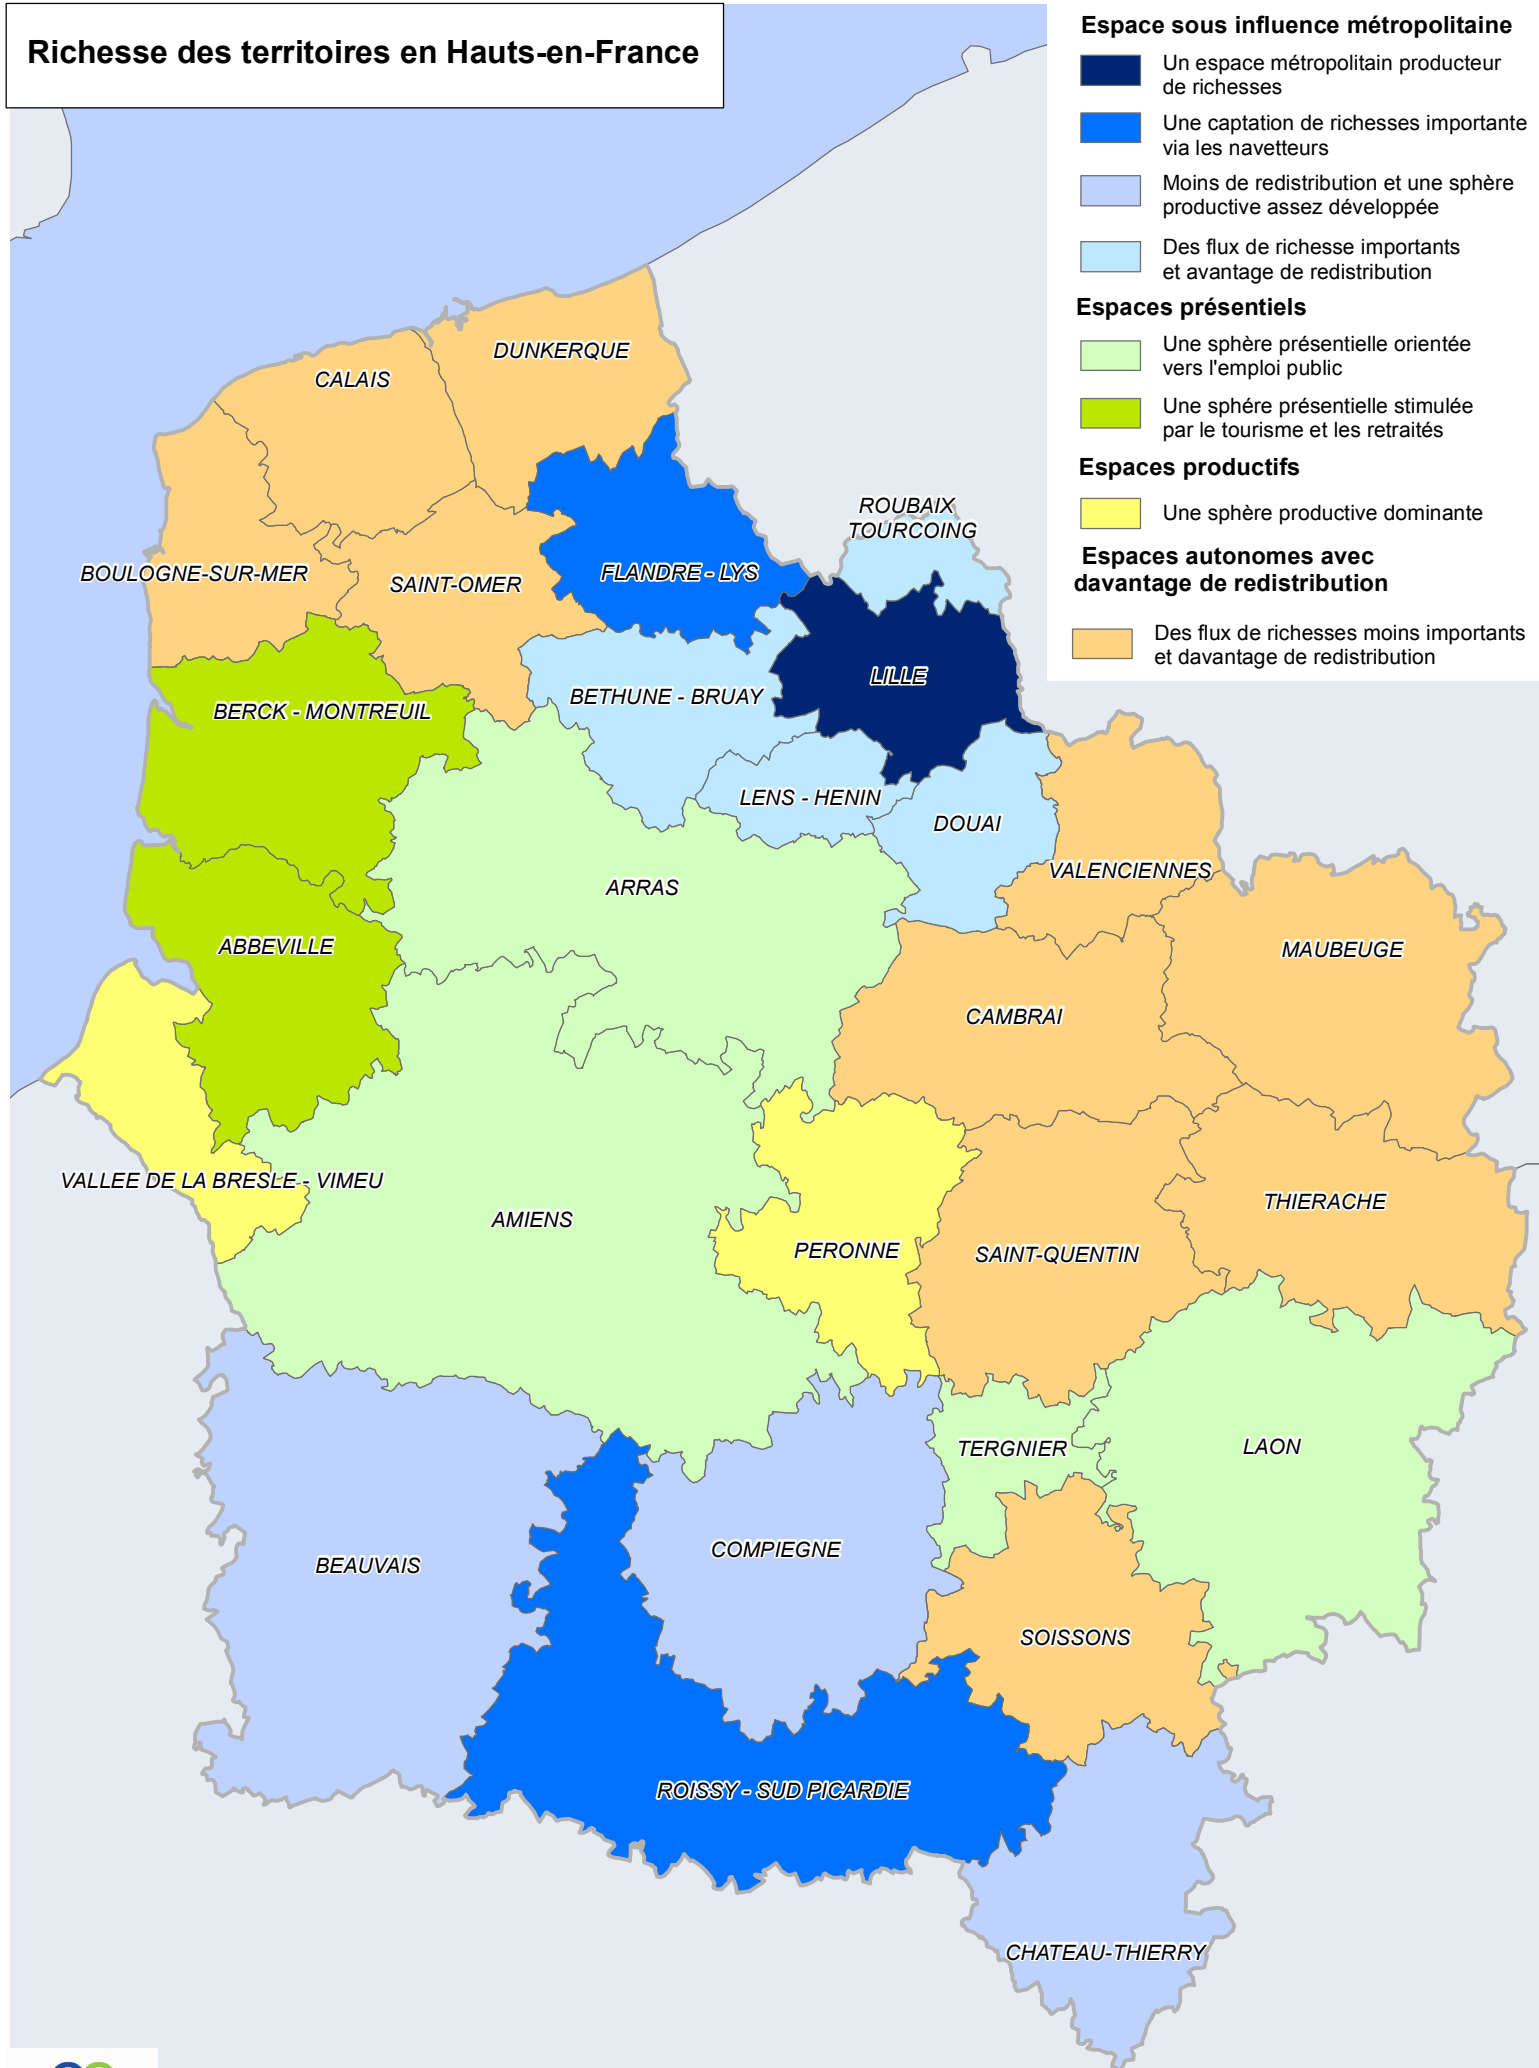 Richesse des territoires en Hauts-en-France
Espace sous influence métropolitaine
Un espace métropolitain producteur
de richesses
Une captation de richesses importante
via les navetteurs
Moins de redistribution et une sphère
productive assez développée
Des flux de richesse importants
et avantage de redistribution
Espaces présentiels
Une sphère présentielle orientée
vers l'emploi public
Une sphére présentielle stimulée
par le tourisme et les retraités
Espaces productifs
Une sphère productive dominante
Espaces autonomes avec
davantage de redistribution
Des flux de richesses moins importants
et davantage de redistribution
DUNKERQUE
CALAIS
ROUBAIX
TOURCOING
BOULOGNE-SUR-MER
SAINT-OMER
FLANDRE - LYS
LILLE
BETHUNE - BRUAY
BERCK - MONTREUIL
LENS - HENIN
DOUAI
VALENCIENNES
ARRAS
ABBEVILLE
MAUBEUGE
CAMBRAI
VALLEE DE LA BRESLE - VIMEU
THIERACHE
AMIENS
PERONNE
SAINT-QUENTIN
TERGNIER
LAON
COMPIEGNE
BEAUVAIS
SOISSONS
ROISSY - SUD PICARDIE
CHATEAU-THIERRY